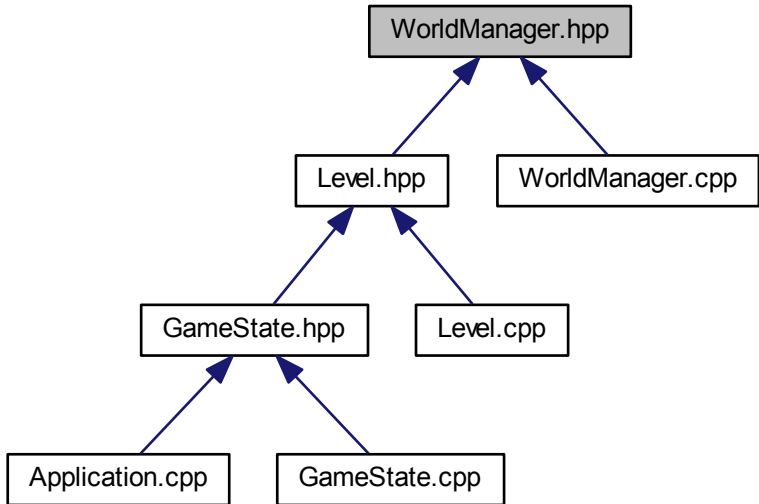 WorldManager.hpp
Level.hpp
WorldManager.cpp
GameState.hpp
Level.cpp
Application.cpp
GameState.cpp